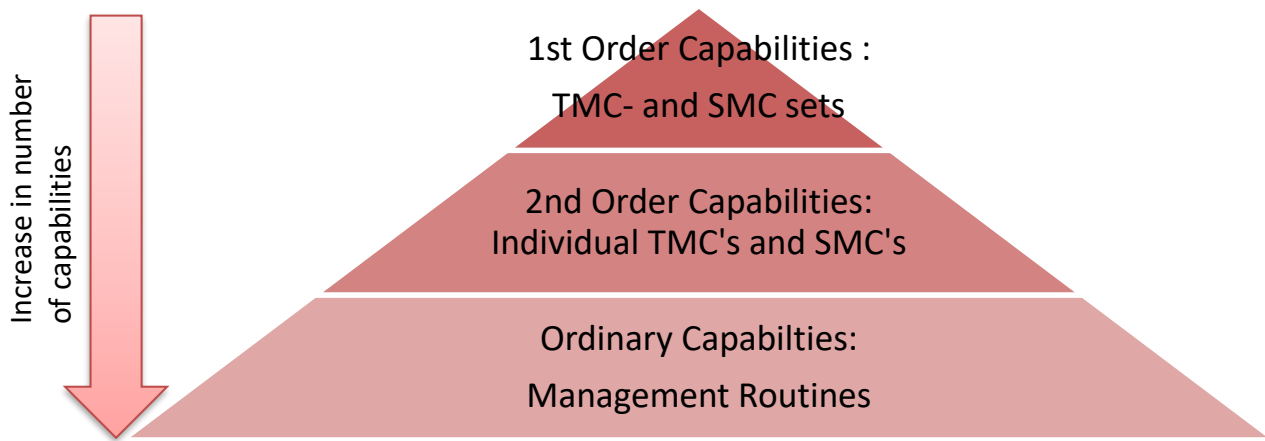 Increase in number
of capabilities
1st Order Capabilities :
TMC- and SMC sets
2nd Order Capabilities:
Individual TMC's and SMC's
Ordinary Capabilties:
Management Routines